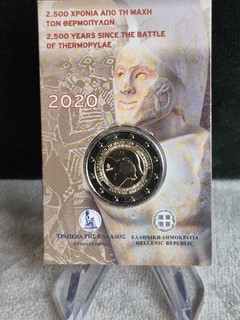 2.500 ΧΡΟΝΙΑ ΑΠΟ ΤΗ ΜΑΧΗ
ΤΩΝ ΘΕΡΜΟΠΥΛΩΝ
2,500 YEARS SINCE THE BATTLE
OF THERMOPYLAE
2020
ΤΡΑΠΕΖΑ ΤΗΣ ΕΛΛΑΔΟΣ
ΕΥΡΩΣΥΣΤΗΜΑ
ΕΛΛΗΝΙΚΗ ΔΗΜΟΚΡΑΤΙΑ
HELLENIC REPUBLIC